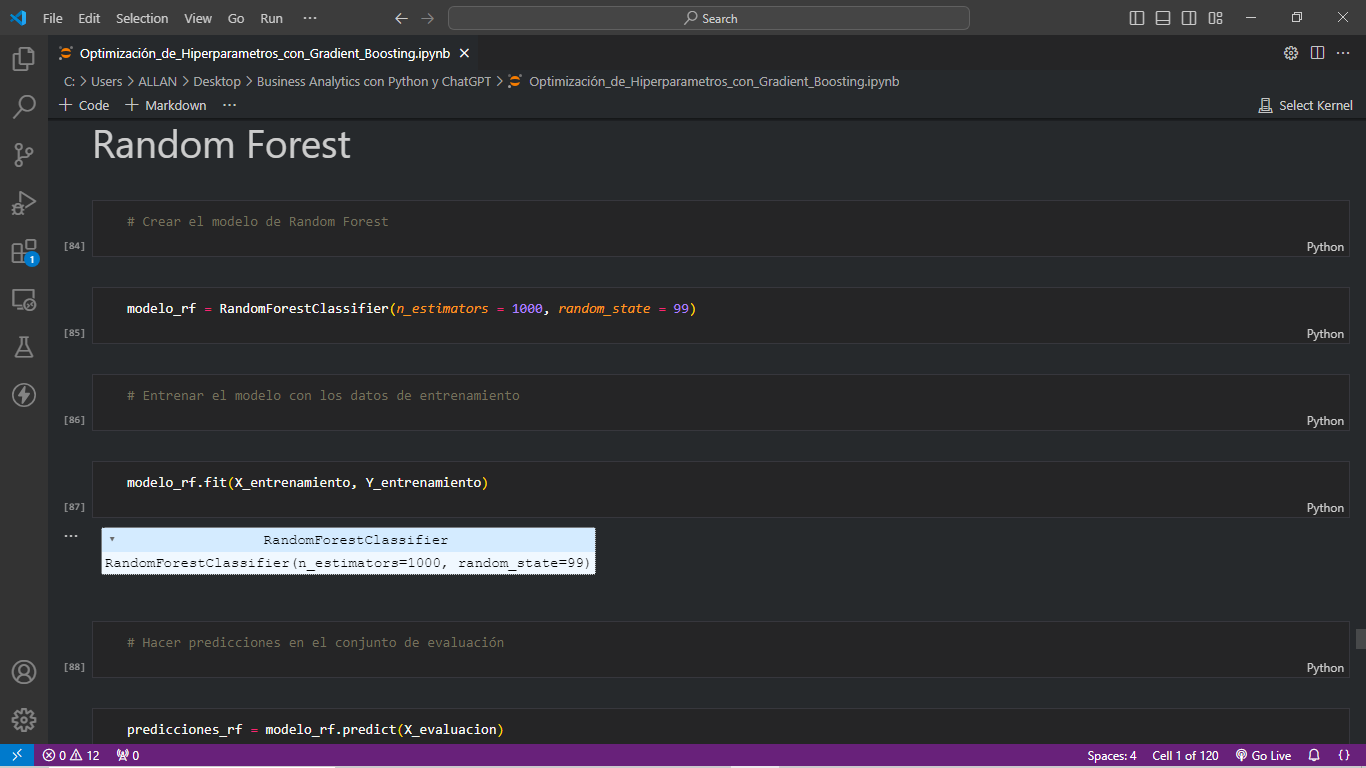 File Edit Selection View Go Run ··· Search
Optimización_de_Hiperparametros_con_Gradient_Boosting.ipynb
C: > Users > ALLAN > Desktop > Business Analytics con Python y ChatGPT > Optimización_de_Hiperparametros_con_Gradient_Boosting.ipynb
+ Code + Markdown ··· Select Kernel
Random Forest
# Crear el modelo de Random Forest
[84] Python
modelo_rf = RandomForestClassifier(n_estimators = 1000, random_state = 99)
[85] Python
# Entrenar el modelo con los datos de entrenamiento
[86] Python
modelo_rf.fit(X_entrenamiento, Y_entrenamiento)
[87] Python
··· ▾ RandomForestClassifier
RandomForestClassifier(n_estimators=1000, random_state=99)
# Hacer predicciones en el conjunto de evaluación
[88] Python
predicciones_rf = modelo_rf.predict(X_evaluacion)
1
0 12 0 Spaces: 4 Cell 1 of 120 Go Live {}